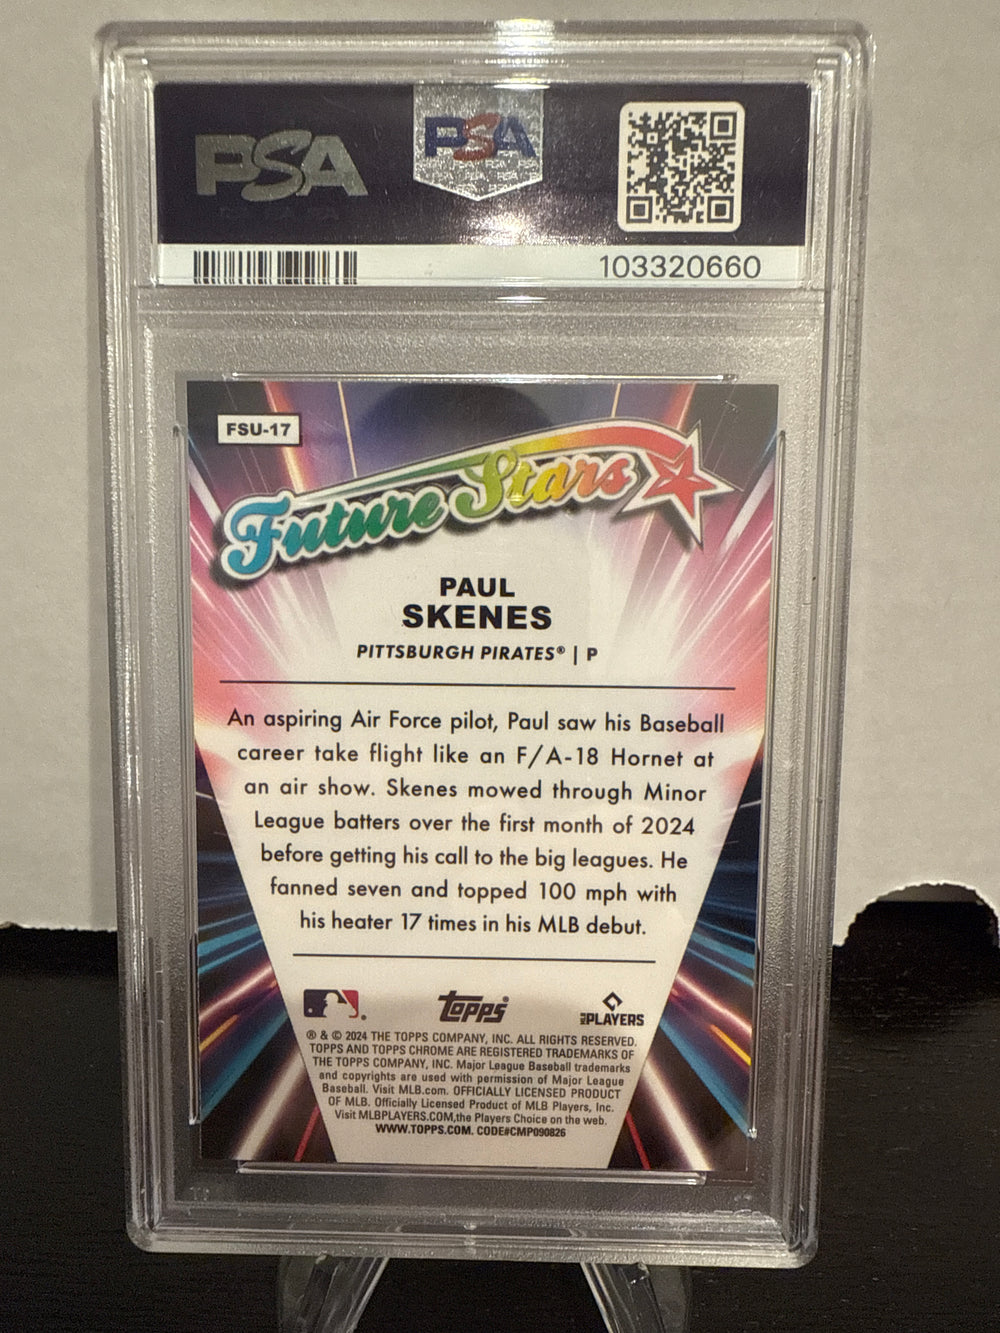 PSA
PSA
103320660
FSU-17
Future Stars
PAUL
SKENES
PITTSBURGH PIRATES® | P
An aspiring Air Force pilot, Paul saw his Baseball
career take flight like an F/A-18 Hornet at
an air show. Skenes mowed through Minor
League batters over the first month of 2024
before getting his call to the big leagues. He
fanned seven and topped 100 mph with
his heater 17 times in his MLB debut.
topps®
MLB PLAYERS
® & © 2024 THE TOPPS COMPANY, INC. ALL RIGHTS RESERVED.
TOPPS AND TOPPS CHROME ARE REGISTERED TRADEMARKS OF
THE TOPPS COMPANY, INC. Major League Baseball trademarks
and copyrights are used with permission of Major League
Baseball. Visit MLB.com. OFFICIALLY LICENSED PRODUCT
OF MLB. Officially Licensed Product of MLB Players, Inc.
Visit MLBPLAYERS.COM,the Players Choice on the web.
WWW.TOPPS.COM. CODE#CMP090826